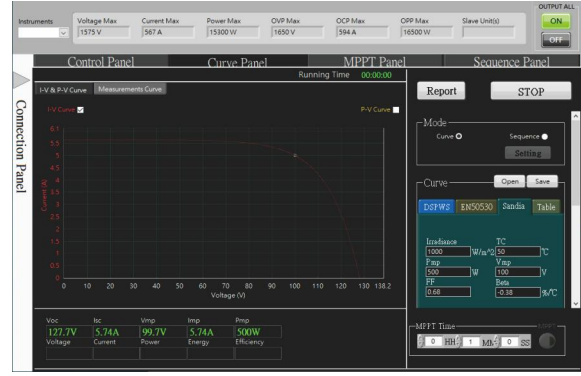 OUTPUT ALL
Instruments Voltage Max Current Max Power Max OVP Max OCP Max OPP Max Slave Unit(s) ON
1575 V 567 A 15300 W 1650 V 594 A 16500 W
OFF
Control Panel Curve Panel MPPT Panel Sequence Panel
Running Time 00:00:00
I-V & P-V Curve Measurements Curve
Report STOP
I-V Curve P-V Curve
Connection Panel
Mode
Curve Sequence
Setting
Curve Open Save
DSPWS EN50530 Sandia Table
Irradiance TC
1000 W/m^2 50 ℃
Pmp Vmp
500 W 100 V
FF Beta
0.68 -0.38 %/℃
Current (A)
6.1
5.5
5
4.5
4
3.5
3
2.5
2
1.5
1
0.5
0
0 10 20 30 40 50 60 70 80 90 100 110 120 130 138.2
Voltage (V)
Voc Isc Vmp Imp Pmp
127.7V 5.74A 99.7V 5.74A 500W
Voltage Current Power Energy Efficiency
MPPT Time
0 HH 1 MM 0 SS